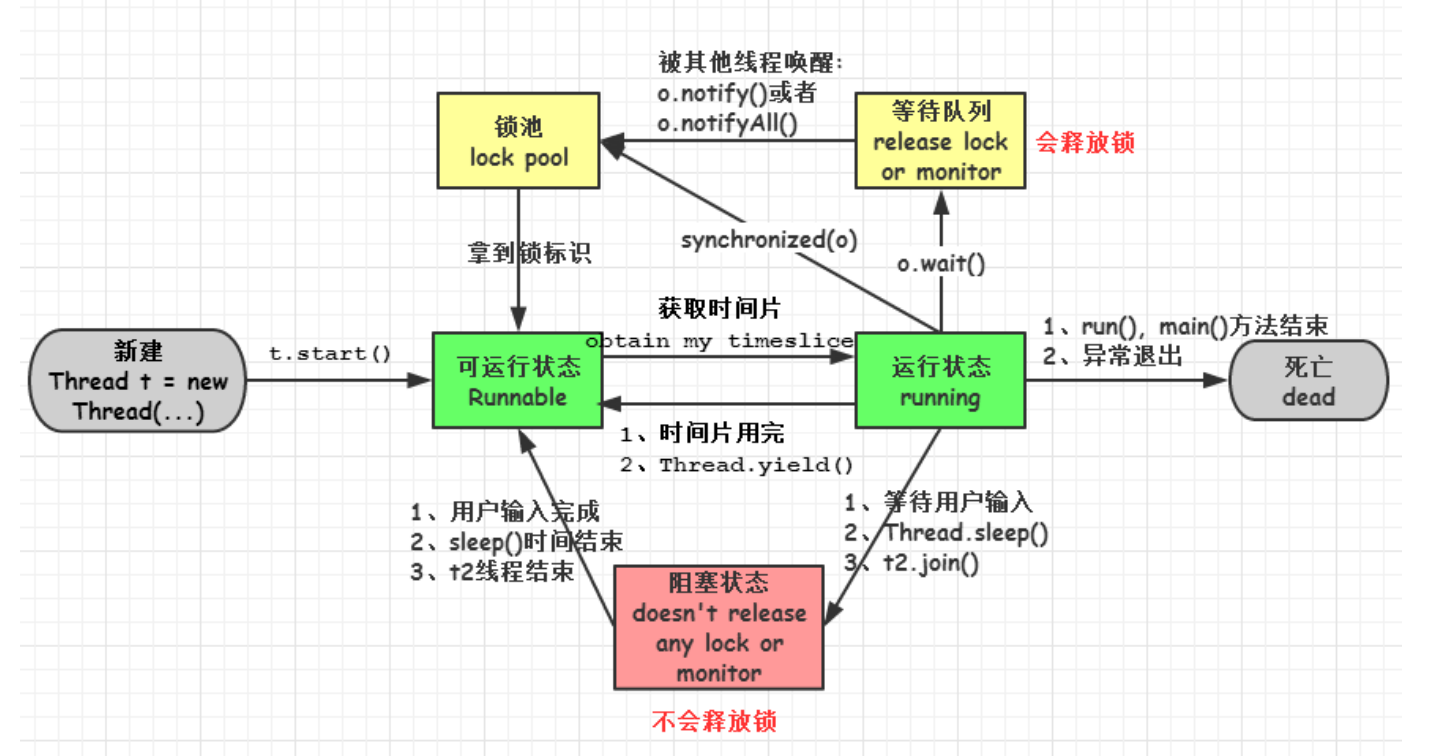 被其他线程唤醒:
o.notify()或者
o.notifyAll()
锁池
lock pool
等待队列
release lock
or monitor
会释放锁
拿到锁标识
synchronized(o)
o.wait()
新建
Thread t = new
Thread(...)
t.start()
可运行状态
Runnable
获取时间片
obtain my timeslice
1、时间片用完
2、Thread.yield()
运行状态
running
1、run(), main()方法结束
2、异常退出
死亡
dead
1、用户输入完成
2、sleep()时间结束
3、t2线程结束
1、等待用户输入
2、Thread.sleep()
3、t2.join()
阻塞状态
doesn't release
any lock or
monitor
不会释放锁